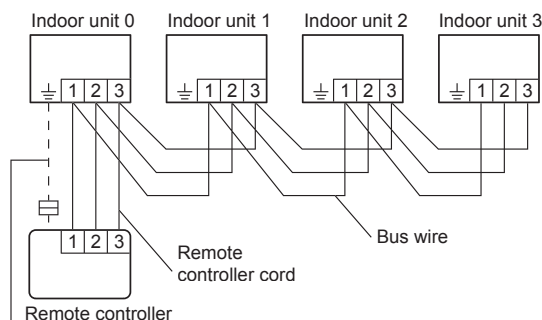 Indoor unit 0 Indoor unit 1 Indoor unit 2 Indoor unit 3
1 2 3 1 2 3 1 2 3 1 2 3
Bus wire
1 2 3
Remote
controller cord
Remote controller